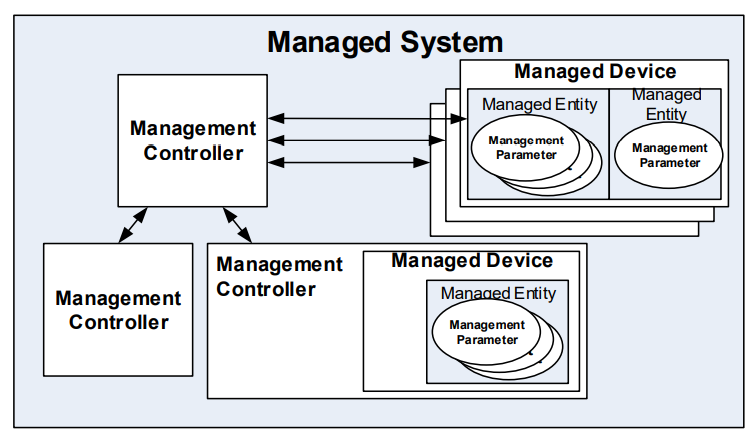 Managed System
Managed Device
Management
Controller
Managed Entity
Management
Parameter
Managed
Entity
Management
Parameter
Management
Controller
Management
Controller
Managed Device
Managed Entity
Management
Parameter